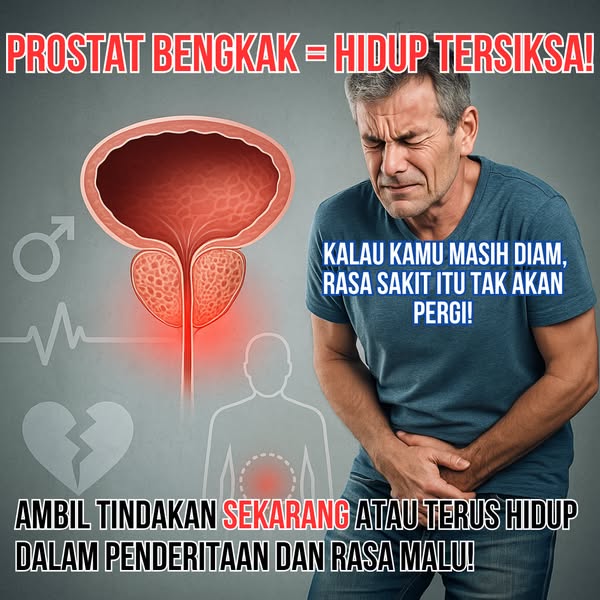 PROSTAT BENGKAK = HIDUP TERSIKSA!
KALAU KAMU MASIH DIAM,
RASA SAKIT ITU TAK AKAN
PERGI!
AMBIL TINDAKAN SEKARANG ATAU TERUS HIDUP
DALAM PENDERITAAN DAN RASA MALU!